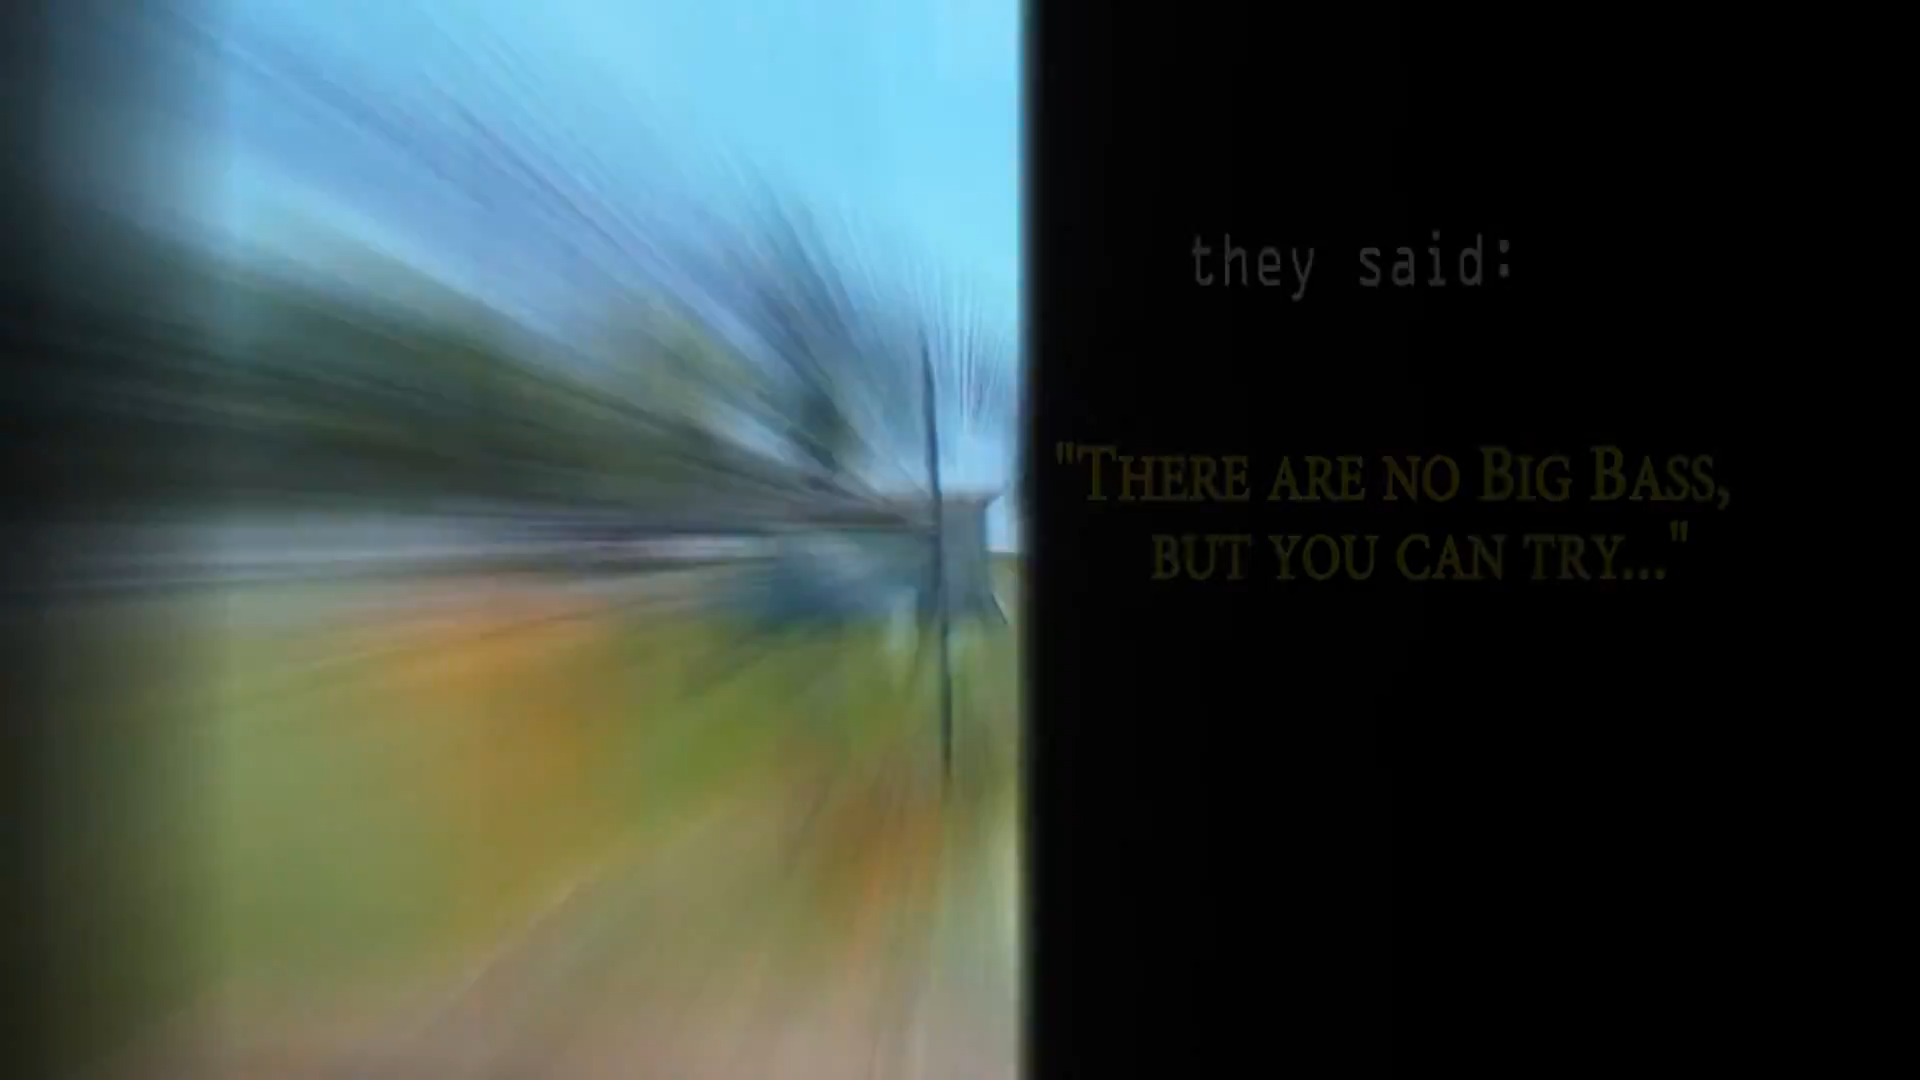 they said:
"There are no Big Bass,
but you can try..."